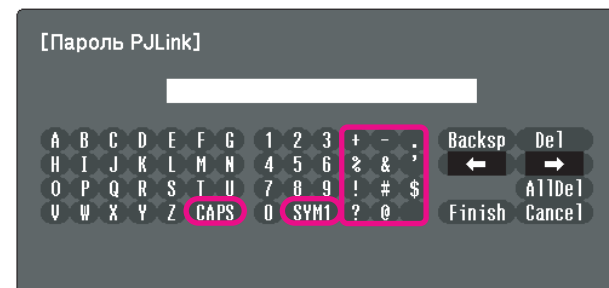 [Пароль PJLink]
A B C D E F G 1 2 3 + - . Backsp Del
H I J K L M N 4 5 6 % & ' ← →
O P Q R S T U 7 8 9 ! # $ AllDel
V W X Y Z CAPS 0 SYM1 ? @ Finish Cancel